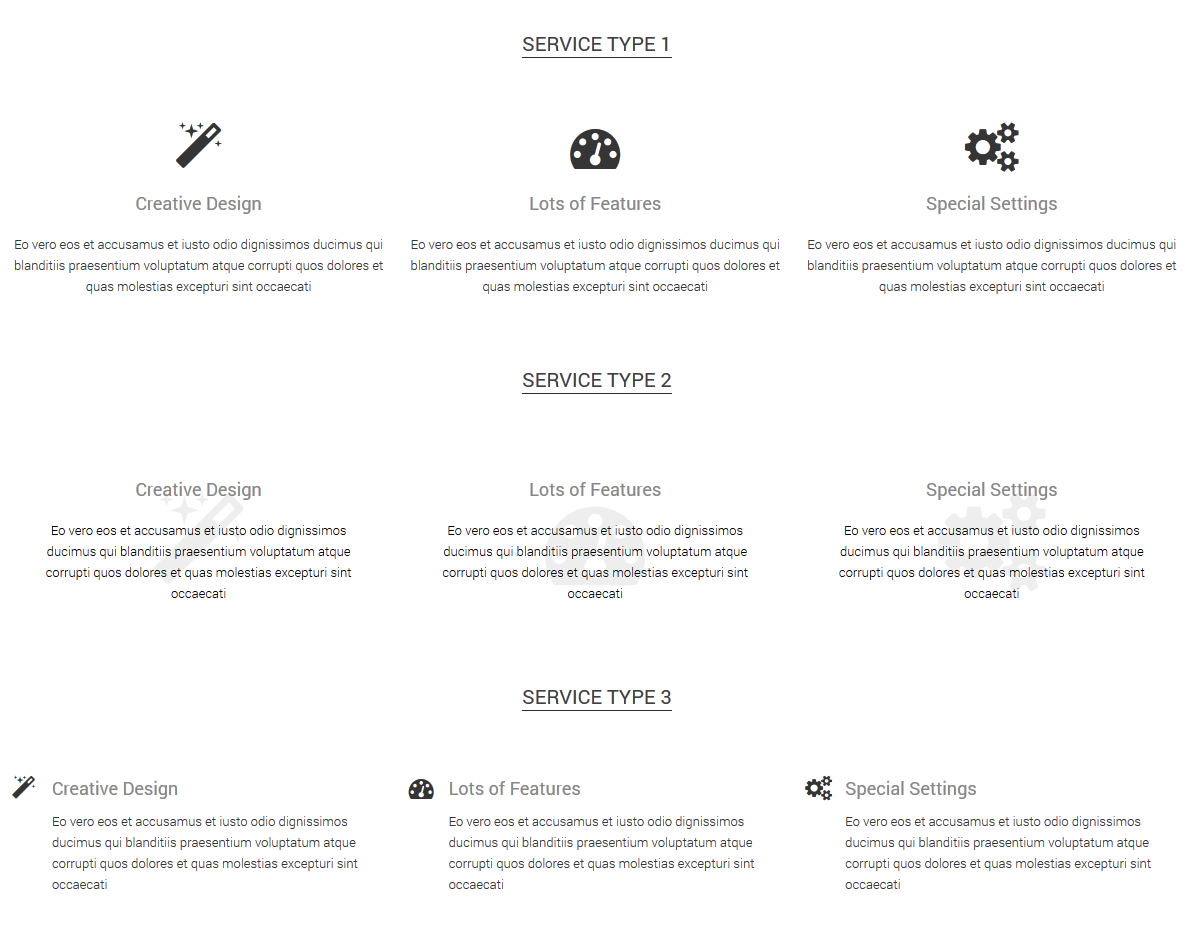 SERVICE TYPE 1
Creative Design
Eo vero eos et accusamus et iusto odio dignissimos ducimus qui
blanditiis praesentium voluptatum atque corrupti quos dolores et
quas molestias excepturi sint occaecati
Lots of Features
Eo vero eos et accusamus et iusto odio dignissimos ducimus qui
blanditiis praesentium voluptatum atque corrupti quos dolores et
quas molestias excepturi sint occaecati
Special Settings
Eo vero eos et accusamus et iusto odio dignissimos ducimus qui
blanditiis praesentium voluptatum atque corrupti quos dolores et
quas molestias excepturi sint occaecati
SERVICE TYPE 2
Creative Design
Eo vero eos et accusamus et iusto odio dignissimos
ducimus qui blanditiis praesentium voluptatum atque
corrupti quos dolores et quas molestias excepturi sint
occaecati
Lots of Features
Eo vero eos et accusamus et iusto odio dignissimos
ducimus qui blanditiis praesentium voluptatum atque
corrupti quos dolores et quas molestias excepturi sint
occaecati
Special Settings
Eo vero eos et accusamus et iusto odio dignissimos
ducimus qui blanditiis praesentium voluptatum atque
corrupti quos dolores et quas molestias excepturi sint
occaecati
SERVICE TYPE 3
Creative Design
Eo vero eos et accusamus et iusto odio dignissimos
ducimus qui blanditiis praesentium voluptatum atque
corrupti quos dolores et quas molestias excepturi sint
occaecati
Lots of Features
Eo vero eos et accusamus et iusto odio dignissimos
ducimus qui blanditiis praesentium voluptatum atque
corrupti quos dolores et quas molestias excepturi sint
occaecati
Special Settings
Eo vero eos et accusamus et iusto odio dignissimos
ducimus qui blanditiis praesentium voluptatum atque
corrupti quos dolores et quas molestias excepturi sint
occaecati